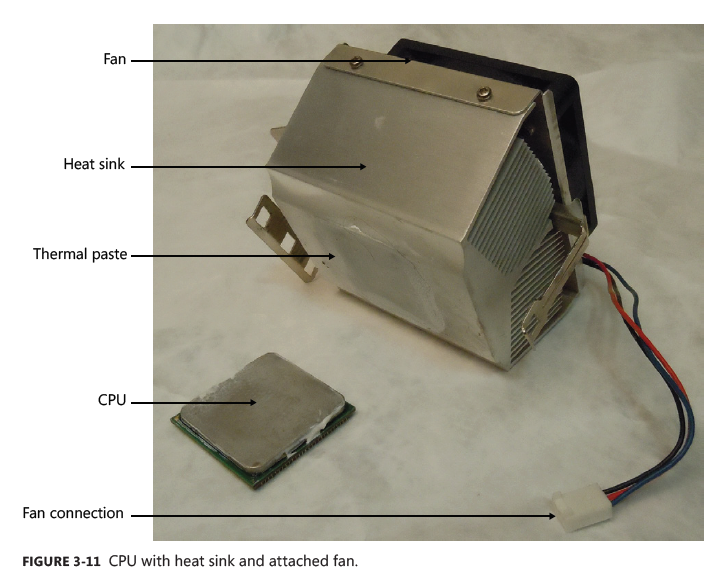 Fan
Heat sink
Thermal paste
CPU
Fan connection
FIGURE 3-11 CPU with heat sink and attached fan.